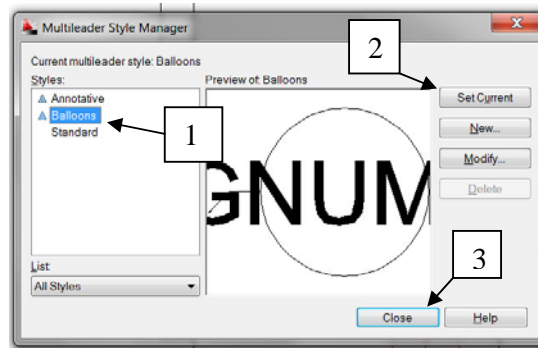 Multileader Style Manager
Current multileader style: Balloons
Styles:
Preview of: Balloons
Annotative
Balloons
Standard
GNUM
Set Current
New...
Modify...
Delete
List:
All Styles
Close
Help
1
2
3